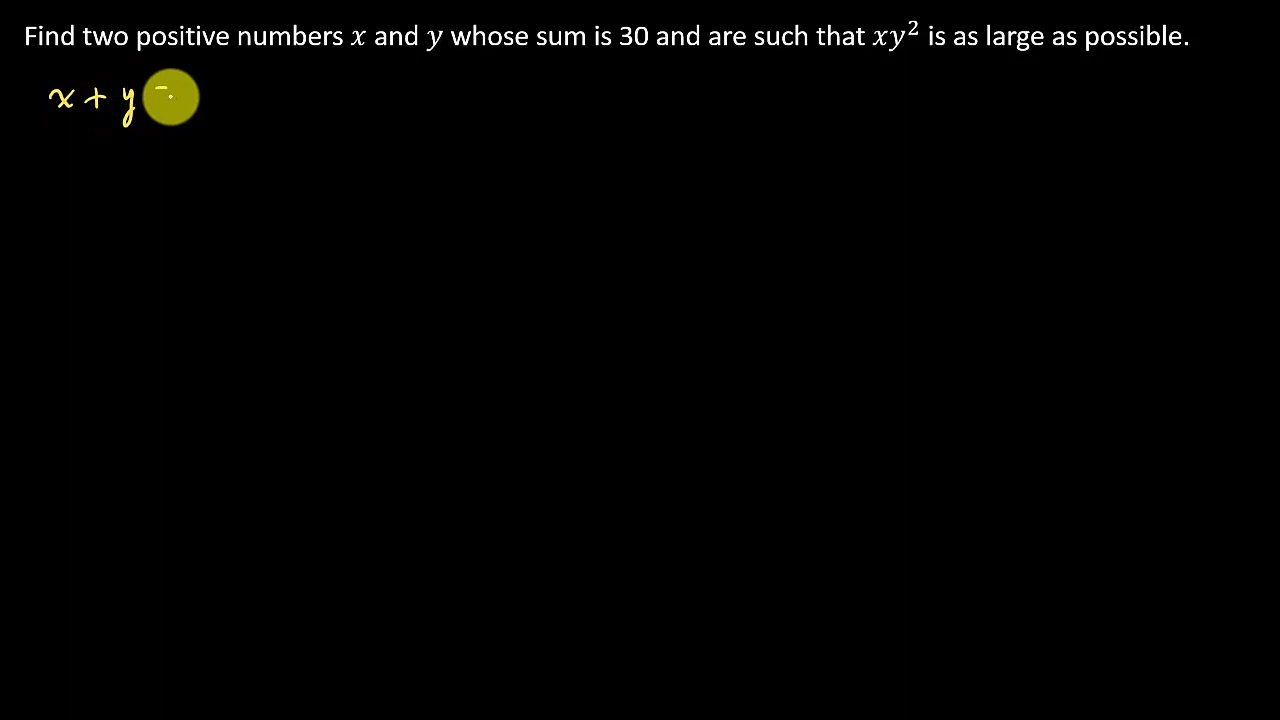 Find two positive numbers x and y whose sum is 30 and are such that xy² is as large as possible.
x + y